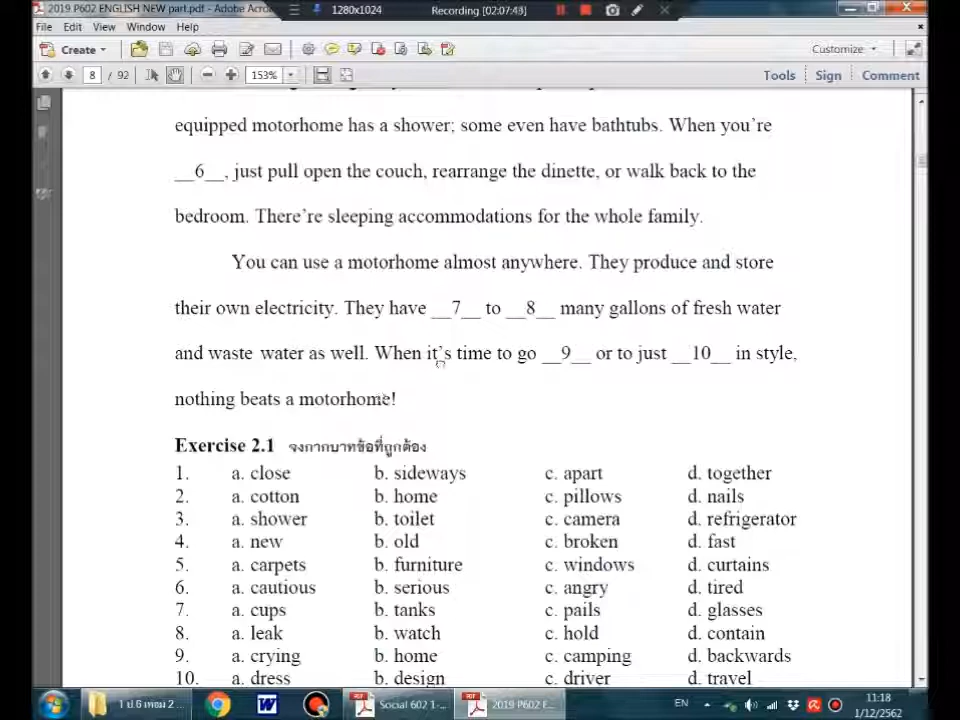 2019 P602 ENGLISH NEW part.pdf - Adobe Acro
1280x1024
Recording [02:07:43]
File Edit View Window Help
Create
Customize
8 / 92
153%
Tools Sign Comment
equipped motorhome has a shower; some even have bathtubs. When you're
__6__, just pull open the couch, rearrange the dinette, or walk back to the
bedroom. There're sleeping accommodations for the whole family.
You can use a motorhome almost anywhere. They produce and store
their own electricity. They have __7__ to __8__ many gallons of fresh water
and waste water as well. When it's time to go __9__ or to just __10__ in style,
nothing beats a motorhome!
Exercise 2.1 จงกากบาทข้อที่ถูกต้อง
1. a. close b. sideways c. apart d. together
2. a. cotton b. home c. pillows d. nails
3. a. shower b. toilet c. camera d. refrigerator
4. a. new b. old c. broken d. fast
5. a. carpets b. furniture c. windows d. curtains
6. a. cautious b. serious c. angry d. tired
7. a. cups b. tanks c. pails d. glasses
8. a. leak b. watch c. hold d. contain
9. a. crying b. home c. camping d. backwards
10. a. dress b. design c. driver d. travel
1 ป.6 เทอม 2 ...
Social 602 1-...
2019 P602 E...
EN
11:18
1/12/2562